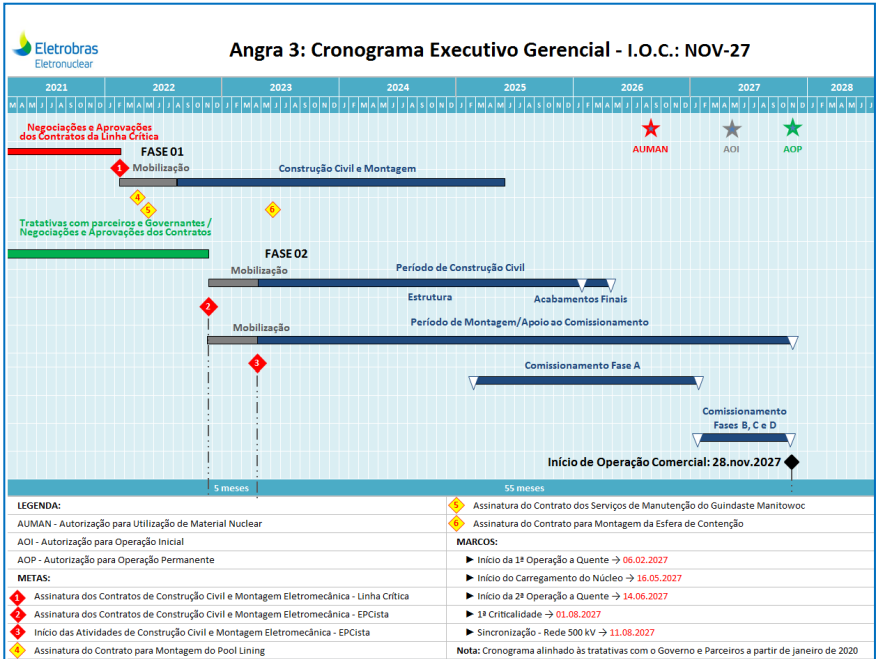 Eletrobras
Eletronuclear
Angra 3: Cronograma Executivo Gerencial - I.O.C.: NOV-27
2021 2022 2023 2024 2025 2026 2027 2028
M A M J J A S O N D J F M A M J J A S O N D J F M A M J J A S O N D J F M A M J J A S O N D J F M A M J J A S O N D J F M A M J J A S O N D J F M A M J J A S O N D J F M A M J J
Negociações e Aprovações
dos Contratos da Linha Crítica
AUMAN AOI AOP
FASE 01
1 Mobilização Construção Civil e Montagem
4
5 6
Tratativas com parceiros e Governantes /
Negociações e Aprovações dos Contratos
FASE 02
Mobilização Período de Construção Civil
Estrutura Acabamentos Finais
2
Mobilização Período de Montagem/Apoio ao Comissionamento
3
Comissionamento Fase A
Comissionamento
Fases B, C e D
Início de Operação Comercial: 28.nov.2027
5 meses 55 meses
LEGENDA:
AUMAN - Autorização para Utilização de Material Nuclear
AOI - Autorização para Operação Inicial
AOP - Autorização para Operação Permanente
METAS:
1 Assinatura dos Contratos de Construção Civil e Montagem Eletromecânica - Linha Crítica
2 Assinatura dos Contratos de Construção Civil e Montagem Eletromecânica - EPCista
3 Início das Atividades de Construção Civil e Montagem Eletromecânica - EPCista
4 Assinatura do Contrato para Montagem do Pool Lining
5 Assinatura do Contrato dos Serviços de Manutenção do Guindaste Manitowoc
6 Assinatura do Contrato para Montagem da Esfera de Contenção
MARCOS:
► Início da 1ª Operação a Quente → 06.02.2027
► Início do Carregamento do Núcleo → 16.05.2027
► Início da 2ª Operação a Quente → 14.06.2027
► 1ª Criticalidade → 01.08.2027
► Sincronização - Rede 500 kV → 11.08.2027
Nota: Cronograma alinhado às tratativas com o Governo e Parceiros a partir de janeiro de 2020